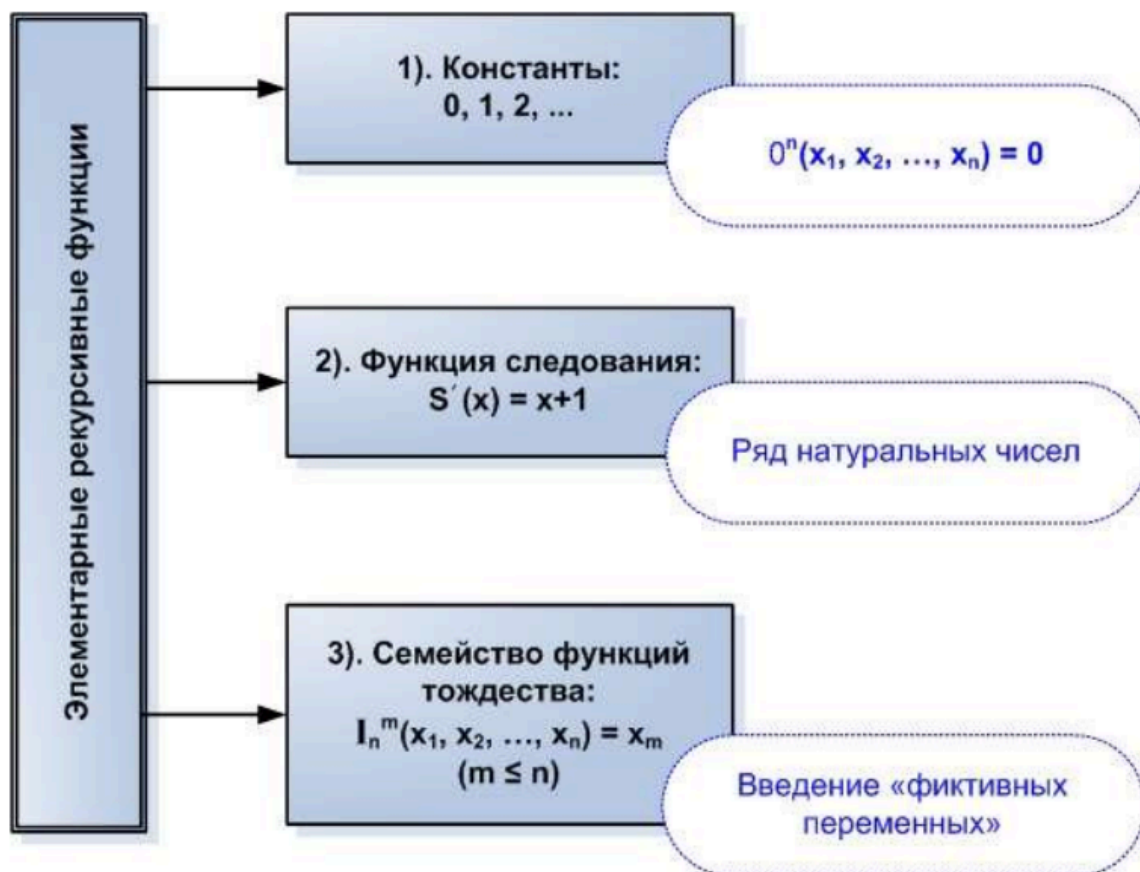 Элементарные рекурсивные функции
1). Константы:
0, 1, 2, ...
0ⁿ(x₁, x₂, …, xₙ) = 0
2). Функция следования:
S´(x) = x+1
Ряд натуральных чисел
3). Семейство функций
тождества:
Iₙᵐ(x₁, x₂, …, xₙ) = xₘ
(m ≤ n)
Введение «фиктивных
переменных»